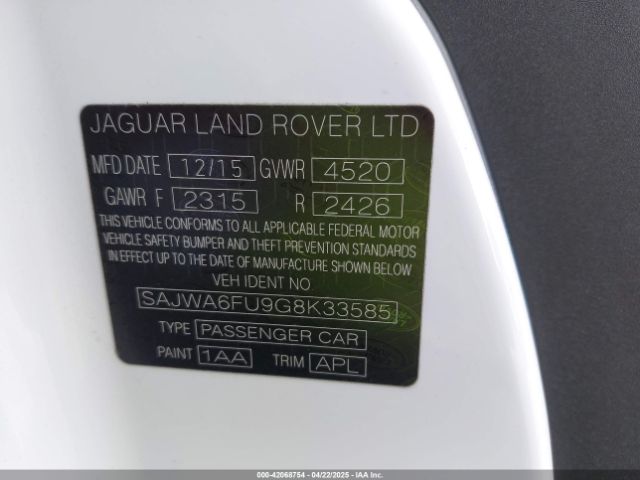 JAGUAR LAND ROVER LTD
MFD DATE 12/15 GVWR 4520
GAWR F 2315 R 2426
THIS VEHICLE CONFORMS TO ALL APPLICABLE FEDERAL MOTOR
VEHICLE SAFETY BUMPER AND THEFT PREVENTION STANDARDS
IN EFFECT UP TO THE DATE OF MANUFACTURE SHOWN BELOW
VEH IDENT NO
SAJWA6FU9G8K33585
TYPE PASSENGER CAR
PAINT 1AA TRIM APL
000-42068754 - 04/22/2025 - IAA Inc.